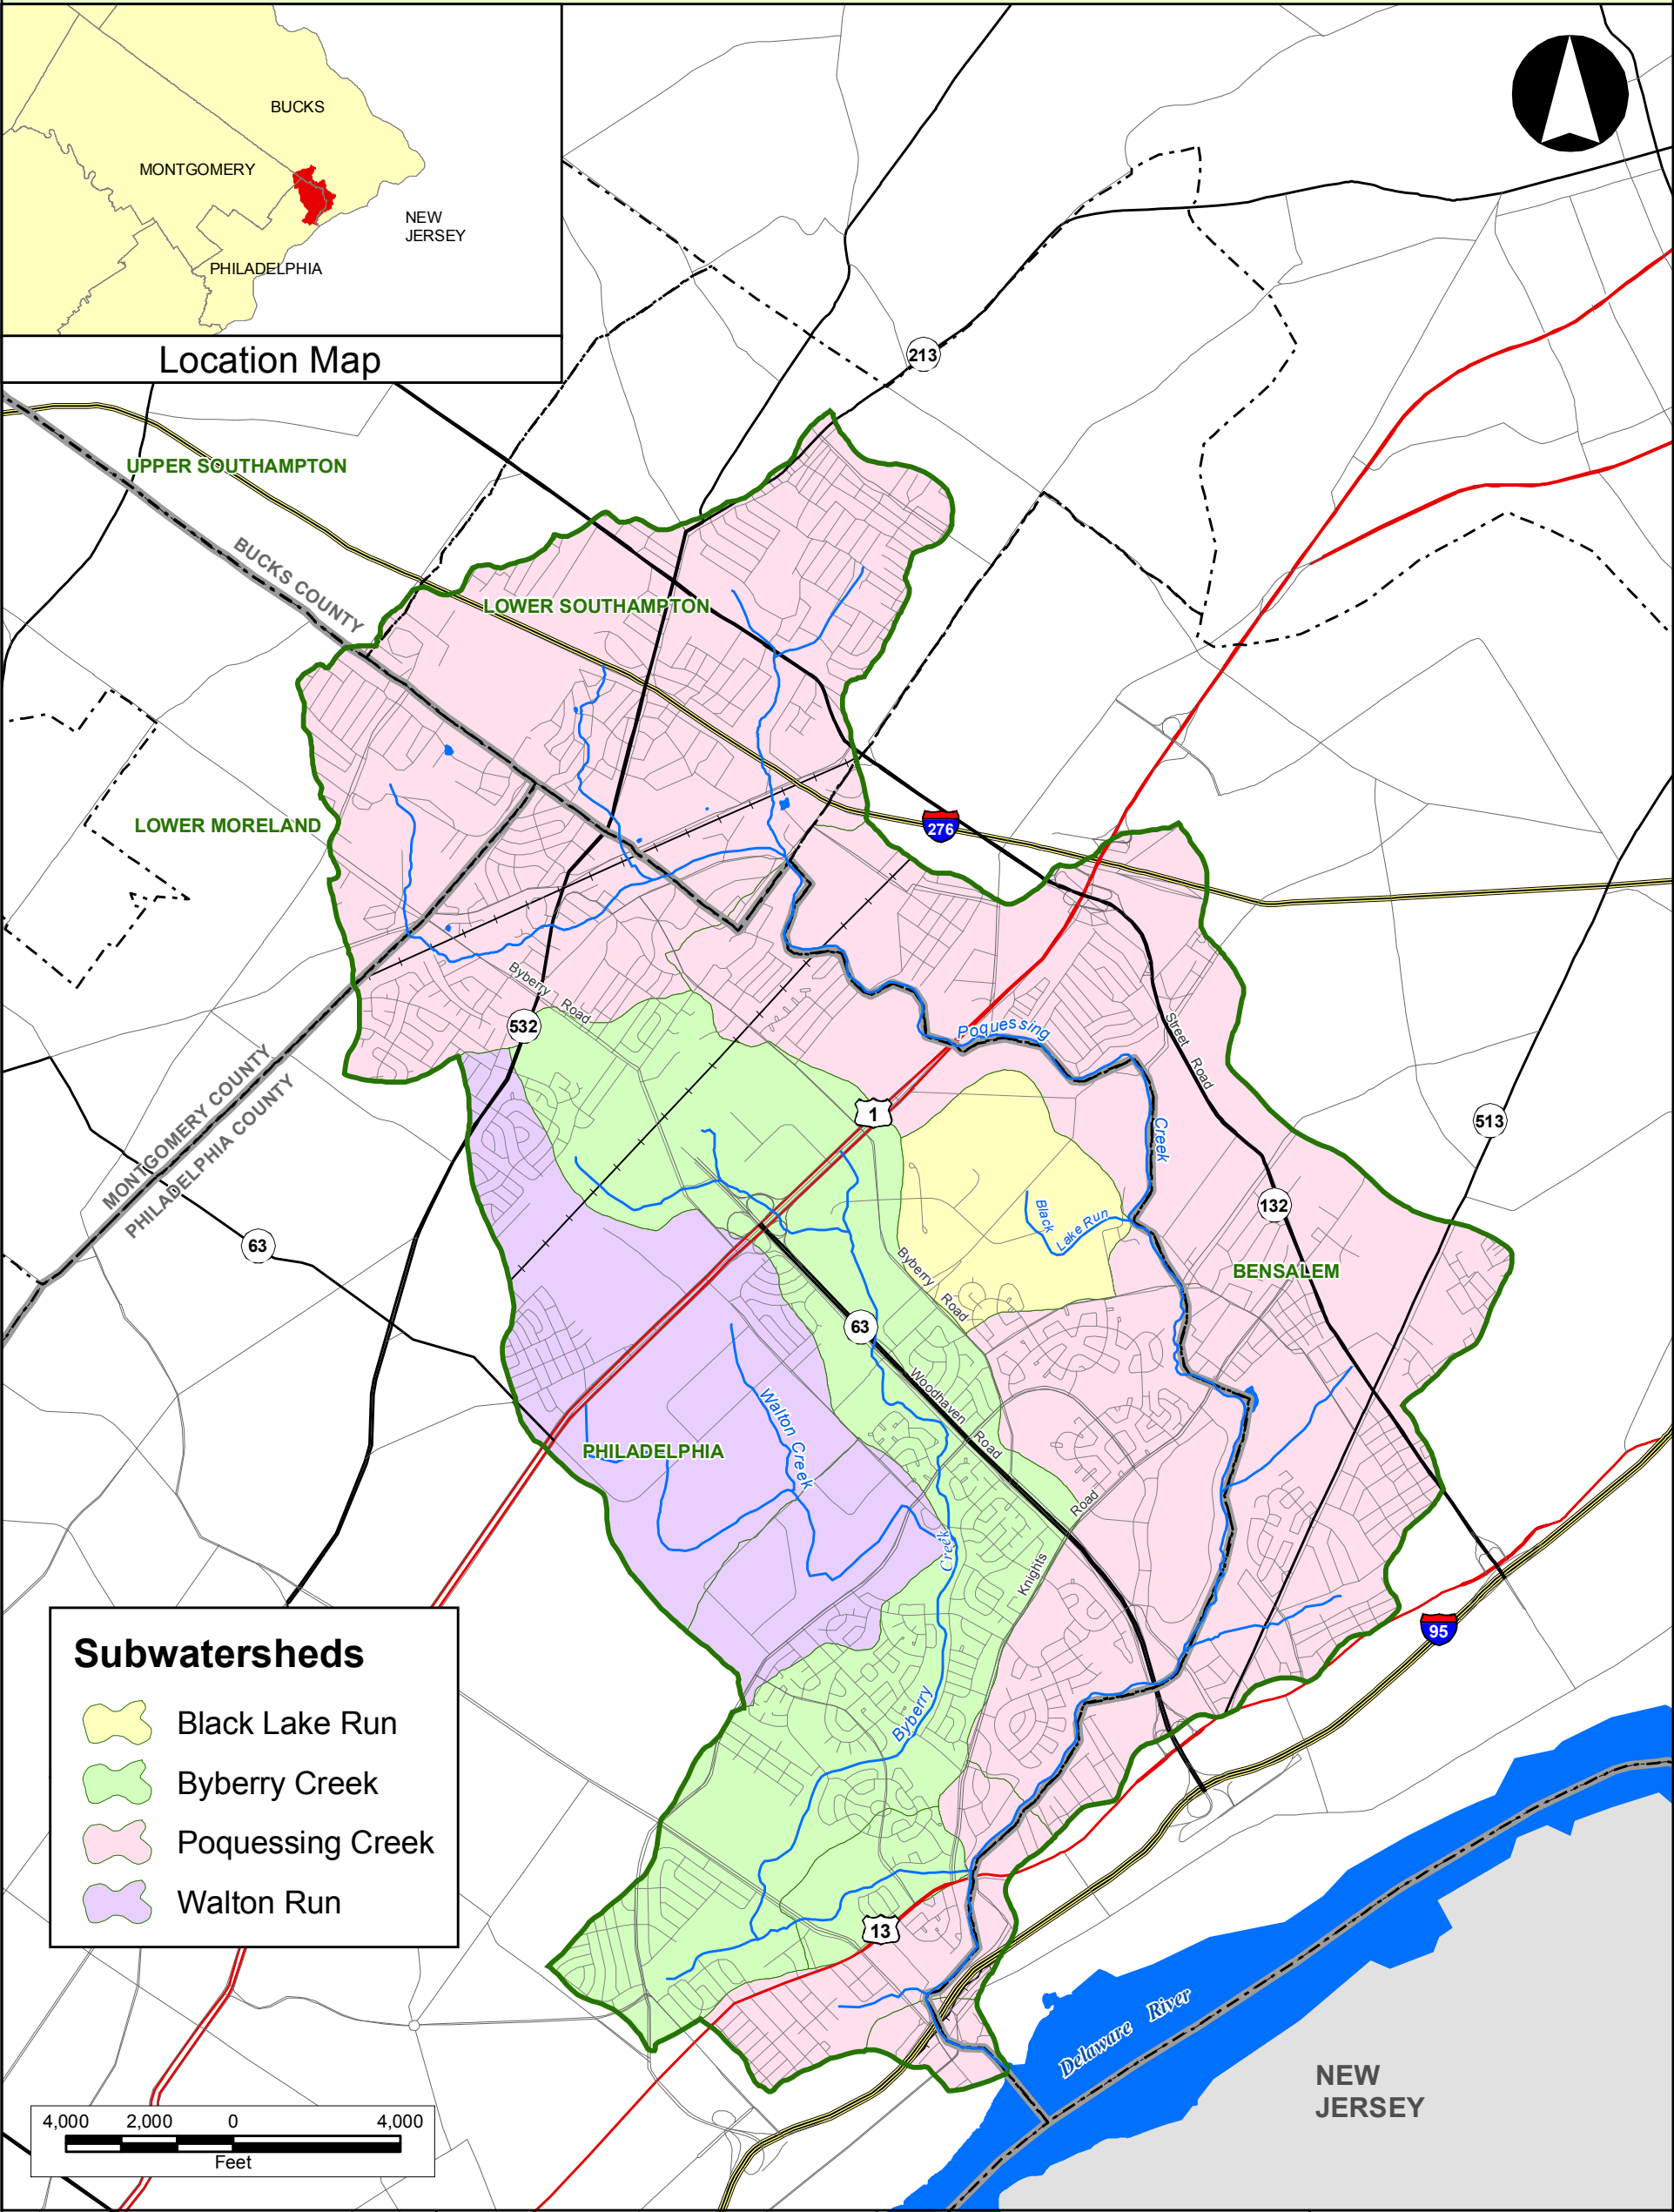 BUCKS
MONTGOMERY
NEW
JERSEY
PHILADELPHIA
Location Map
213
UPPER SOUTHAMPTON
BUCKS COUNTY
LOWER SOUTHAMPTON
LOWER MORELAND
276
Byberry Road
532
Poquessing
Street Road
MONTGOMERY COUNTY
PHILADELPHIA COUNTY
1
Creek
513
Black
Lake Run
132
63
Byberry Road
BENSALEM
63
Woodhaven Road
Walton Creek
PHILADELPHIA
Road
Creek
Knights
95
Subwatersheds
Black Lake Run
Byberry Creek
Poquessing Creek
Walton Run
Byberry
13
Delaware River
NEW
JERSEY
4,000 2,000 0 4,000
Feet